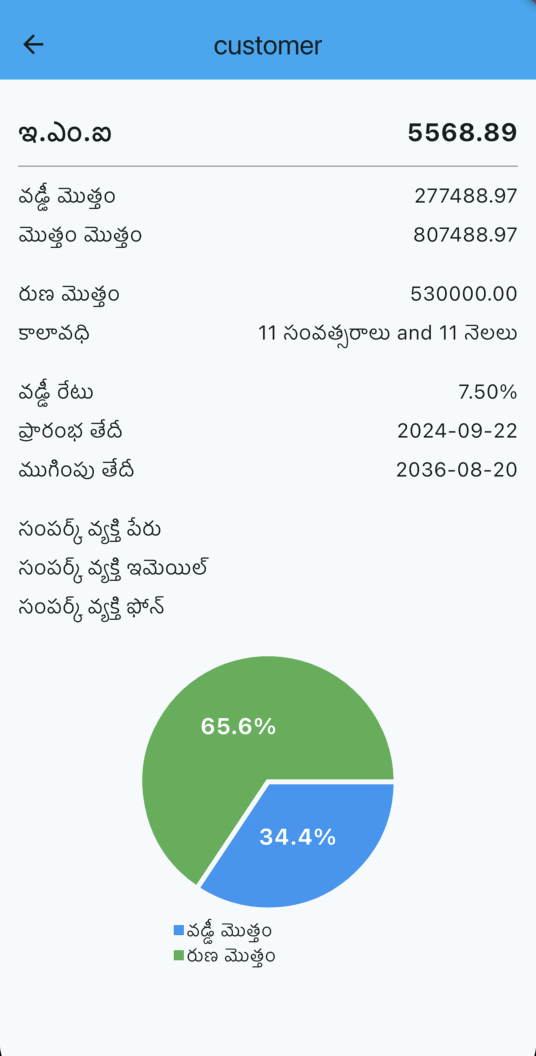 customer
ఇ.ఎం.ఐ 5568.89
వడ్డీ మొత్తం 277488.97
మొత్తం మొత్తం 807488.97
రుణ మొత్తం 530000.00
కాలావధి 11 సంవత్సరాలు and 11 నెలలు
వడ్డీ రేటు 7.50%
ప్రారంభ తేదీ 2024-09-22
ముగింపు తేదీ 2036-08-20
సంపర్క్ వ్యక్తి పేరు
సంపర్క్ వ్యక్తి ఇమెయిల్
సంపర్క్ వ్యక్తి ఫోన్
65.6%
34.4%
వడ్డీ మొత్తం
రుణ మొత్తం